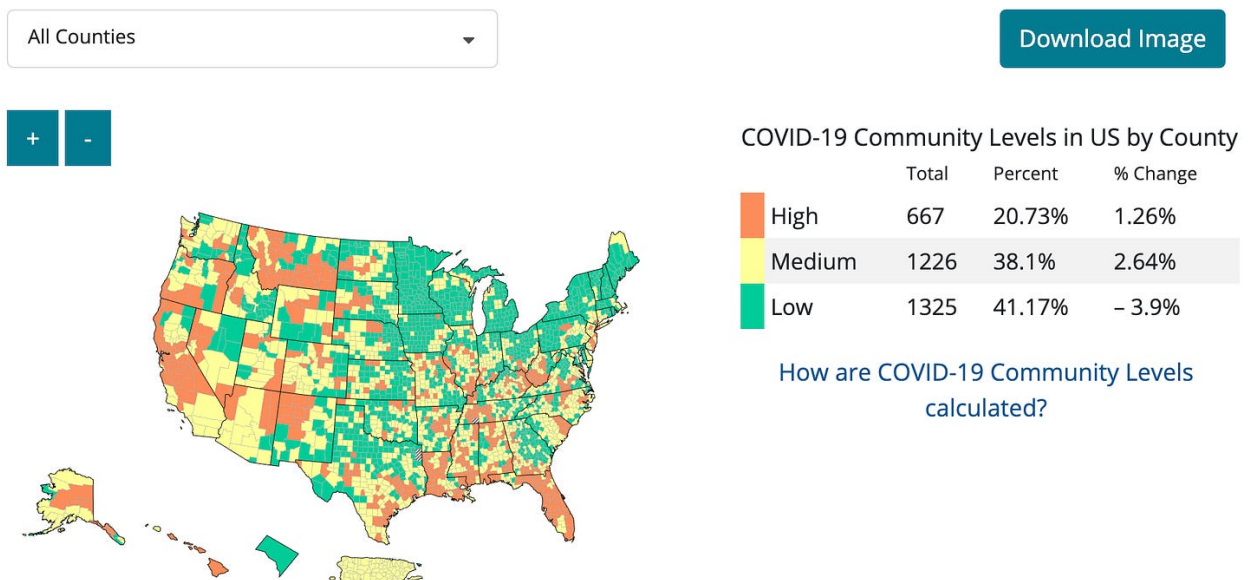 All Counties
Download Image
+ -
COVID-19 Community Levels in US by County
Total Percent % Change
High 667 20.73% 1.26%
Medium 1226 38.1% 2.64%
Low 1325 41.17% – 3.9%
How are COVID-19 Community Levels
calculated?